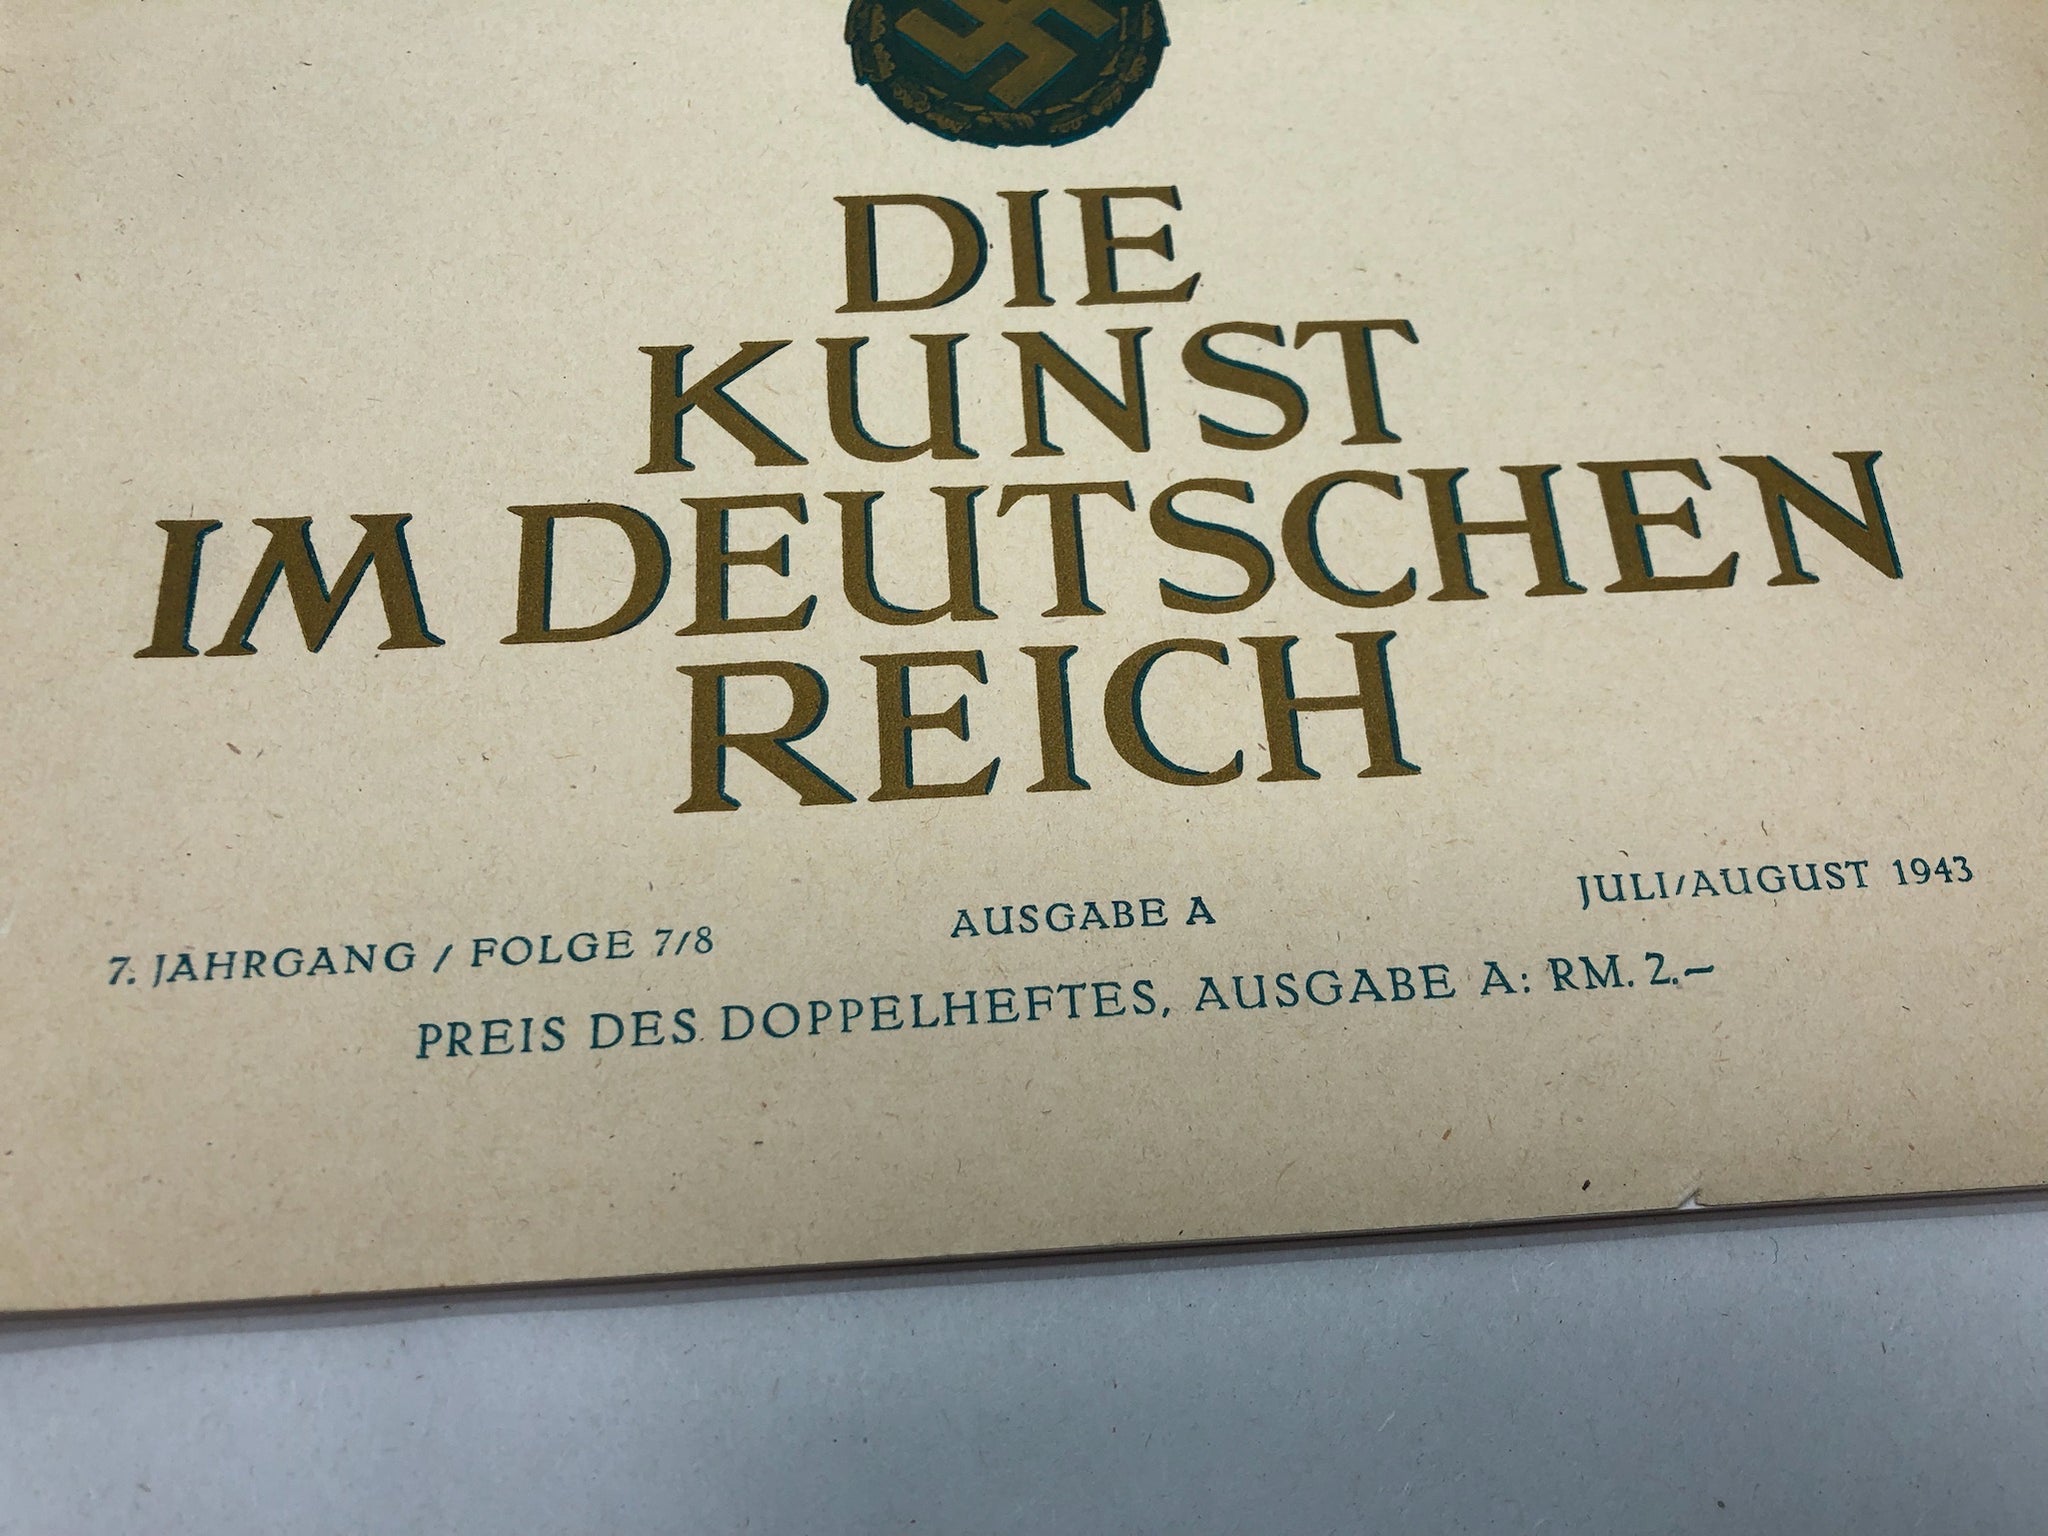 DIE
KUNST
IM DEUTSCHEN
REICH
7. JAHRGANG / FOLGE 7/8 AUSGABE A JULI/AUGUST 1943
PREIS DES DOPPELHEFTES, AUSGABE A: RM. 2.–